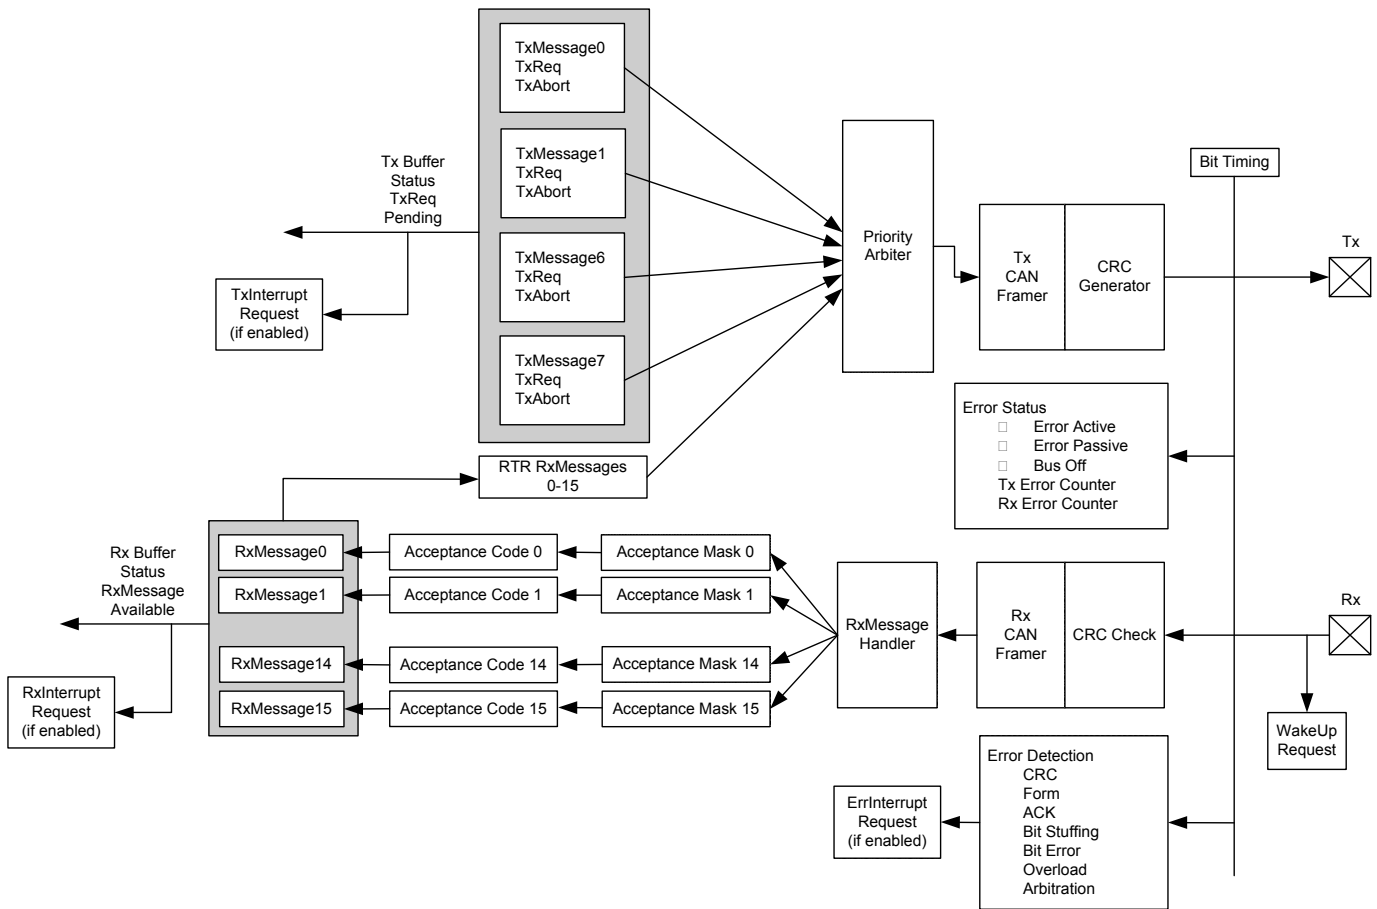 TxMessage0
TxReq
TxAbort
TxMessage1
TxReq
TxAbort
TxMessage6
TxReq
TxAbort
TxMessage7
TxReq
TxAbort
Tx Buffer
Status
TxReq
Pending
TxInterrupt
Request
(if enabled)
Priority
Arbiter
Tx
CAN
Framer
CRC
Generator
Bit Timing
Tx
Error Status
Error Active
Error Passive
Bus Off
Tx Error Counter
Rx Error Counter
RTR RxMessages
0-15
Rx Buffer
Status
RxMessage
Available
RxInterrupt
Request
(if enabled)
RxMessage0
Acceptance Code 0
Acceptance Mask 0
RxMessage1
Acceptance Code 1
Acceptance Mask 1
RxMessage14
Acceptance Code 14
Acceptance Mask 14
RxMessage15
Acceptance Code 15
Acceptance Mask 15
RxMessage
Handler
Rx
CAN
Framer
CRC Check
Rx
WakeUp
Request
ErrInterrupt
Request
(if enabled)
Error Detection
CRC
Form
ACK
Bit Stuffing
Bit Error
Overload
Arbitration